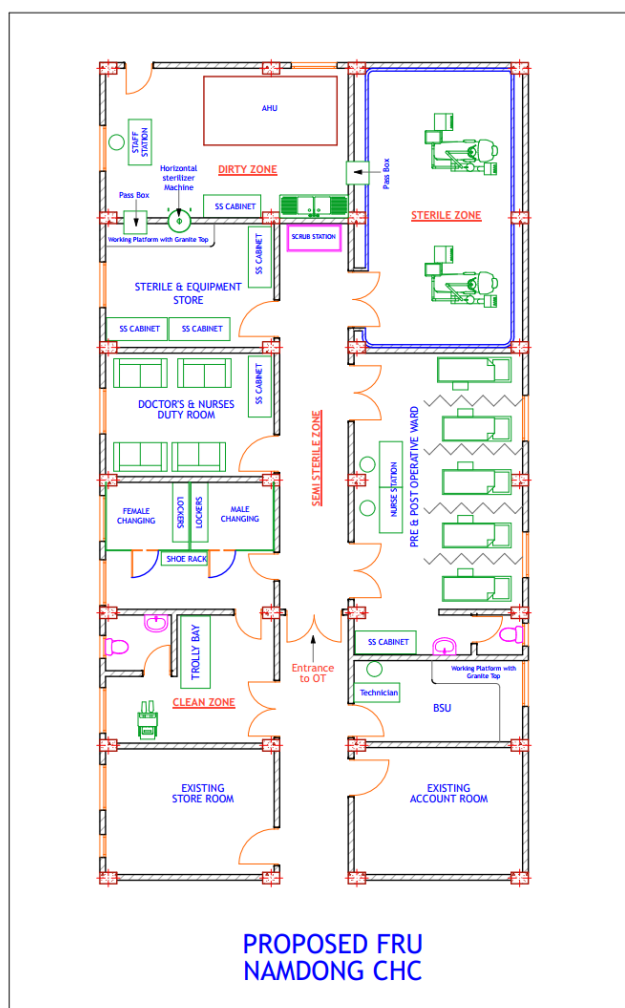 AHU
STAFF
STATION
DIRTY ZONE
Horizontal
sterilizer
Machine
Pass Box
SS CABINET
Pass Box
STERILE ZONE
Working Platform with Granite Top
SCRUB STATION
SS CABINET
STERILE & EQUIPMENT
STORE
SS CABINET
SS CABINET
DOCTOR'S & NURSES
DUTY ROOM
SS CABINET
SEMI STERILE ZONE
NURSE STATION
PRE & POST OPERATIVE WARD
FEMALE
CHANGING
LOCKERS
LOCKERS
MALE
CHANGING
SHOE RACK
TROLLY BAY
CLEAN ZONE
Entrance
to OT
SS CABINET
Working Platform with
Granite Top
Technician
BSU
EXISTING
STORE ROOM
EXISTING
ACCOUNT ROOM
PROPOSED FRU
NAMDONG CHC